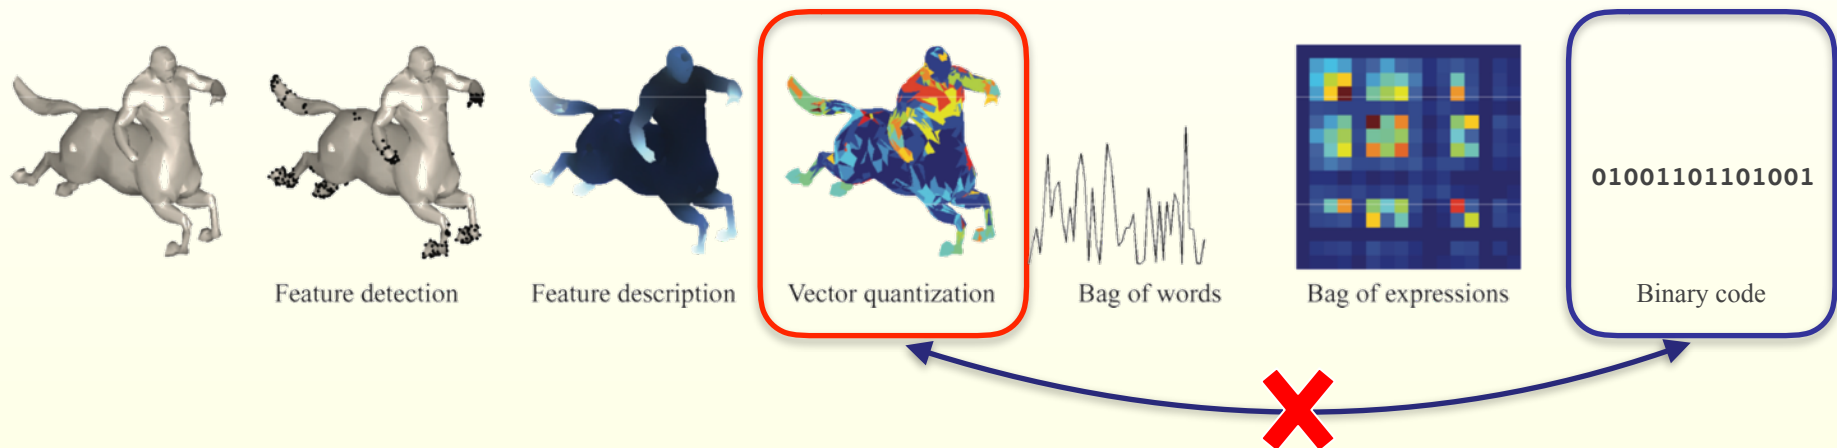 01001101101001
Feature detection
Feature description
Vector quantization
Bag of words
Bag of expressions
Binary code